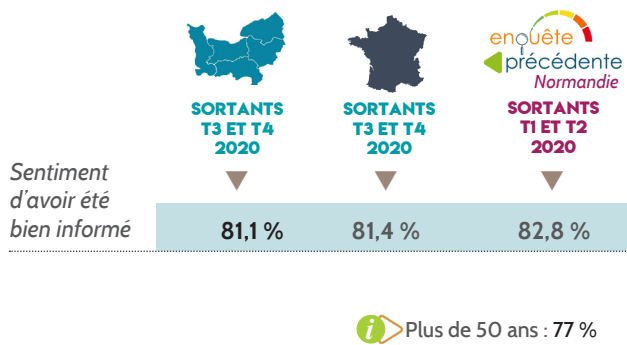 enquête
précédente
Normandie
SORTANTS
T3 ET T4
2020
SORTANTS
T3 ET T4
2020
SORTANTS
T1 ET T2
2020
Sentiment
d'avoir été
bien informé
81,1 %
81,4 %
82,8 %
i Plus de 50 ans : 77 %